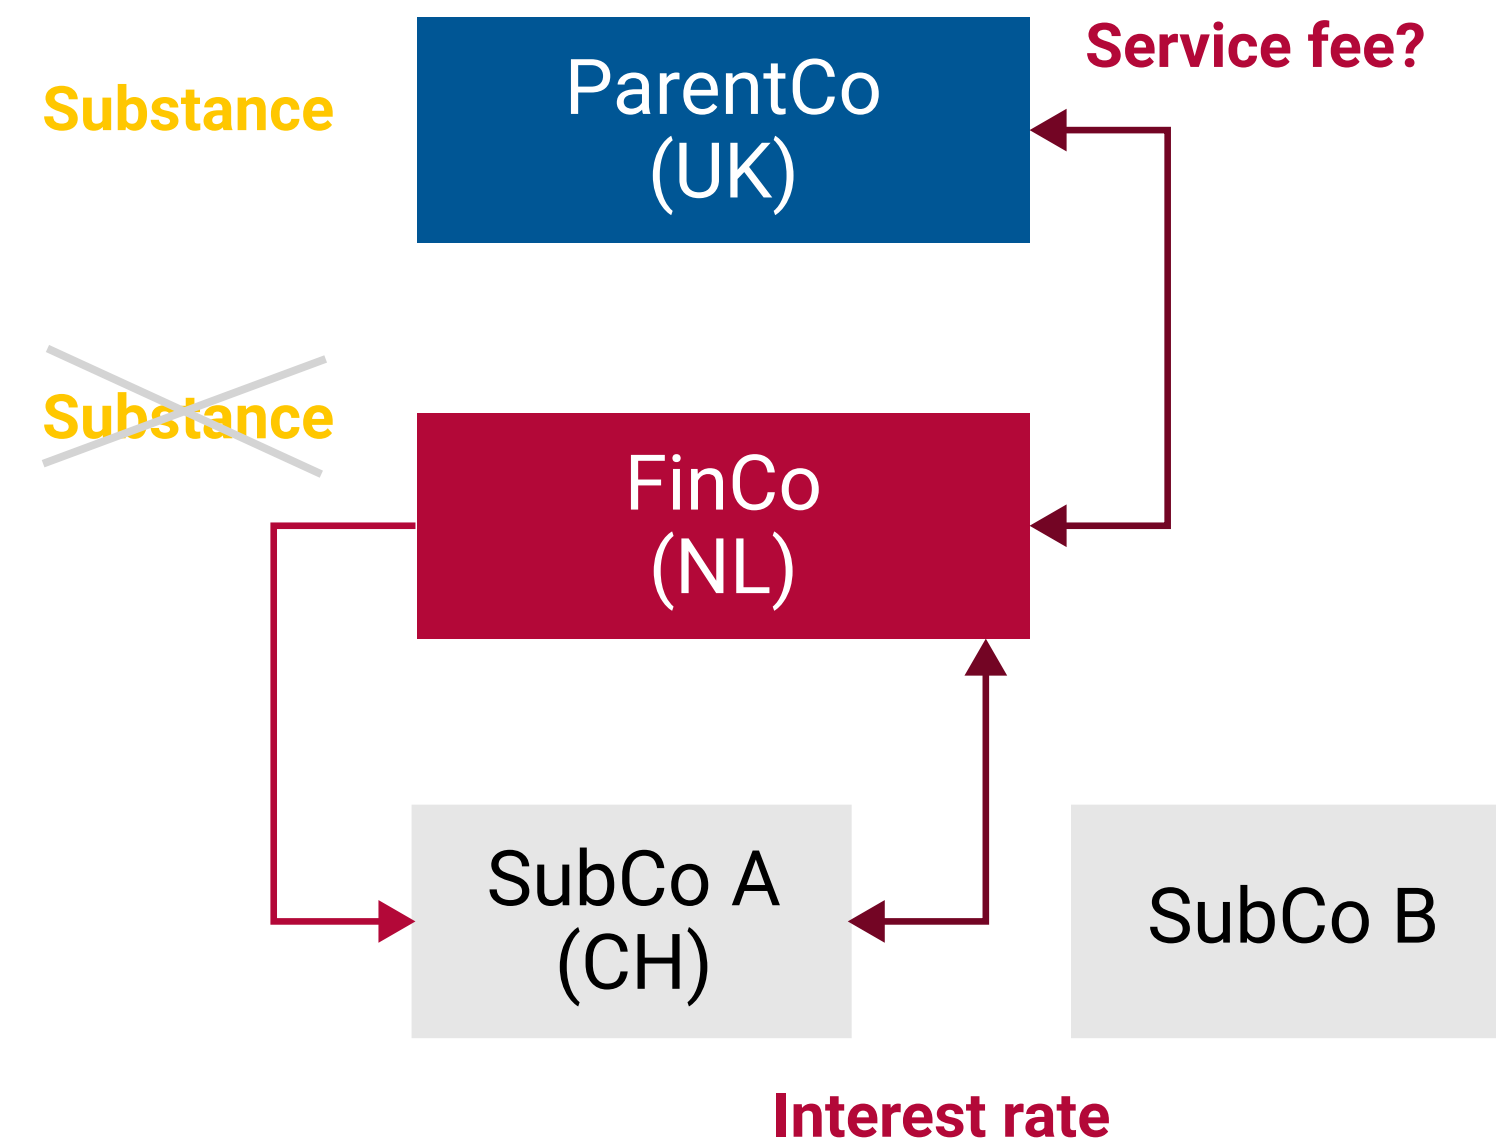 Service fee?
Substance
ParentCo
(UK)
Substance
FinCo
(NL)
SubCo A
(CH)
SubCo B
Interest rate